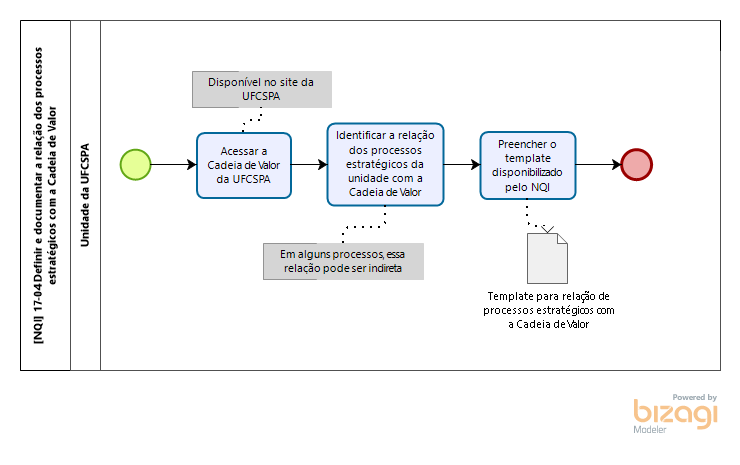 [NQI] 17-04 Definir e documentar a relação dos processos
estratégicos com a Cadeia de Valor
Unidade da UFCSPA
Disponível no site da
UFCSPA
Acessar a
Cadeia de Valor
da UFCSPA
Identificar a relação
dos processos
estratégicos da
unidade com a
Cadeia de Valor
Preencher o
template
disponibilizado
pelo NQI
Em alguns processos, essa
relação pode ser indireta
Template para relação de
processos estratégicos com
a Cadeia de Valor
Powered by
bizagi
Modeler